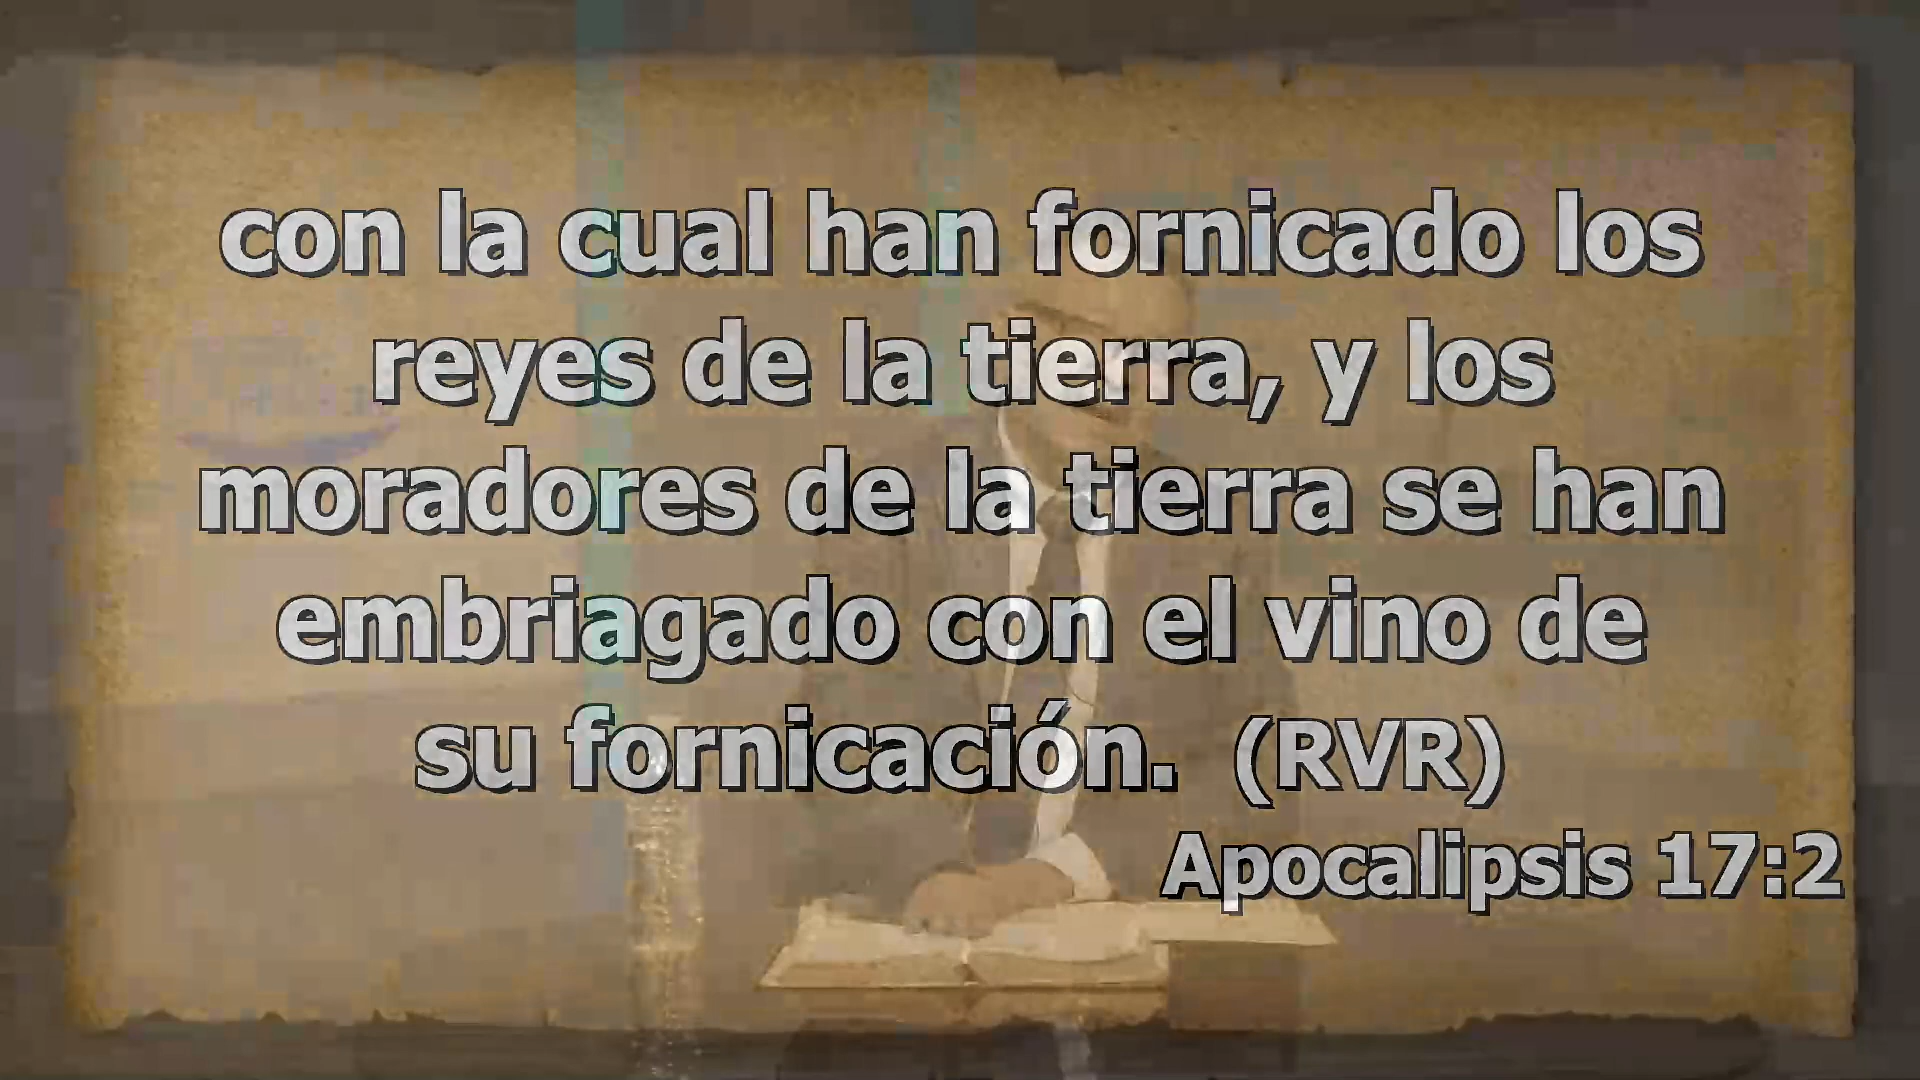 con la cual han fornicado los
reyes de la tierra, y los
moradores de la tierra se han
embriagado con el vino de
su fornicación. (RVR)
Apocalipsis 17:2